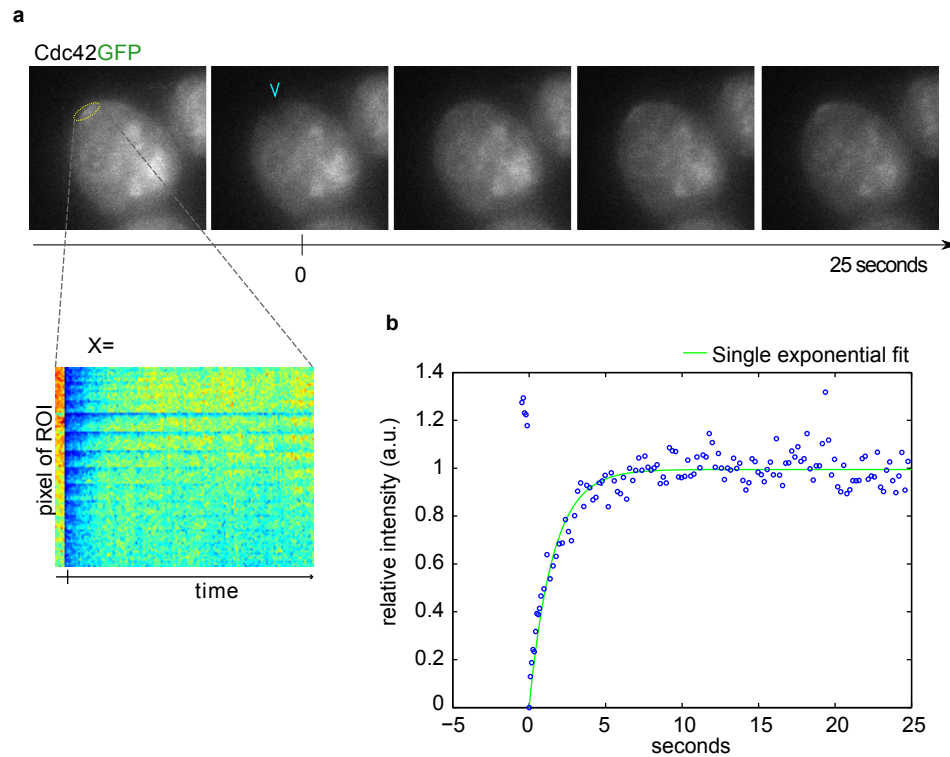 a
Cdc42GFP
0
25 seconds
X=
pixel of ROI
time
b
Single exponential fit
relative intensity (a.u.)
1.4
1.2
1
0.8
0.6
0.4
0.2
0
−5
0
5
10
15
20
25
seconds